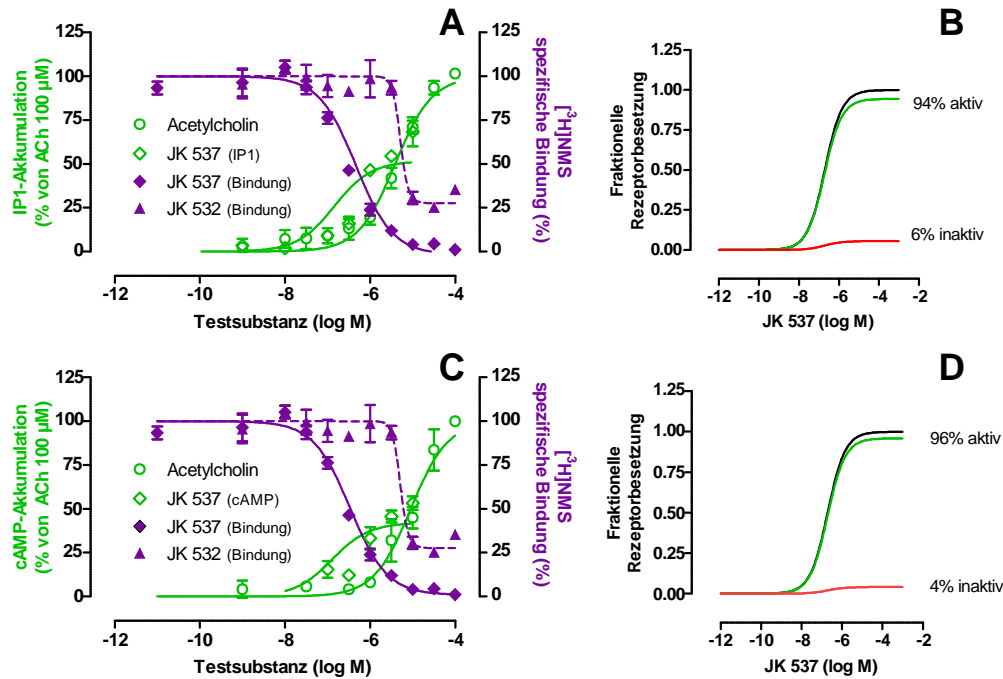 A
IP1-Akkumulation
(% von ACh 100 µM)
125
100
75
50
25
0
Acetylcholin
JK 537 (IP1)
JK 537 (Bindung)
JK 532 (Bindung)
125
100
75
50
25
0
[³H]NMS
spezifische Bindung (%)
-12 -10 -8 -6 -4
Testsubstanz (log M)
B
Fraktionelle
Rezeptorbesetzung
1.25
1.00
0.75
0.50
0.25
0.00
94% aktiv
6% inaktiv
-12 -10 -8 -6 -4 -2
JK 537 (log M)
C
cAMP-Akkumulation
(% von ACh 100 µM)
125
100
75
50
25
0
Acetylcholin
JK 537 (cAMP)
JK 537 (Bindung)
JK 532 (Bindung)
125
100
75
50
25
0
[³H]NMS
spezifische Bindung (%)
-12 -10 -8 -6 -4
Testsubstanz (log M)
D
Fraktionelle
Rezeptorbesetzung
1.25
1.00
0.75
0.50
0.25
0.00
96% aktiv
4% inaktiv
-12 -10 -8 -6 -4 -2
JK 537 (log M)